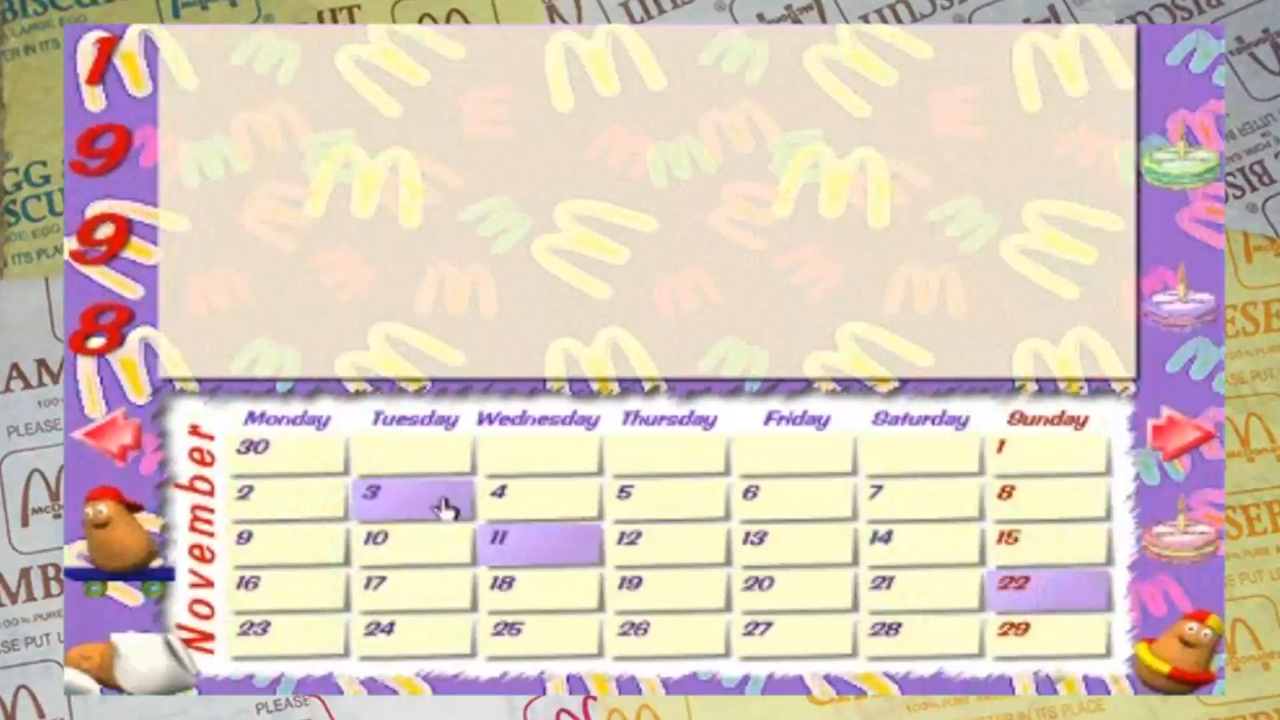 1
9
9
8
November
Monday Tuesday Wednesday Thursday Friday Saturday Sunday
30 1
2 3 4 5 6 7 8
9 10 11 12 13 14 15
16 17 18 19 20 21 22
23 24 25 26 27 28 29
PLEASE